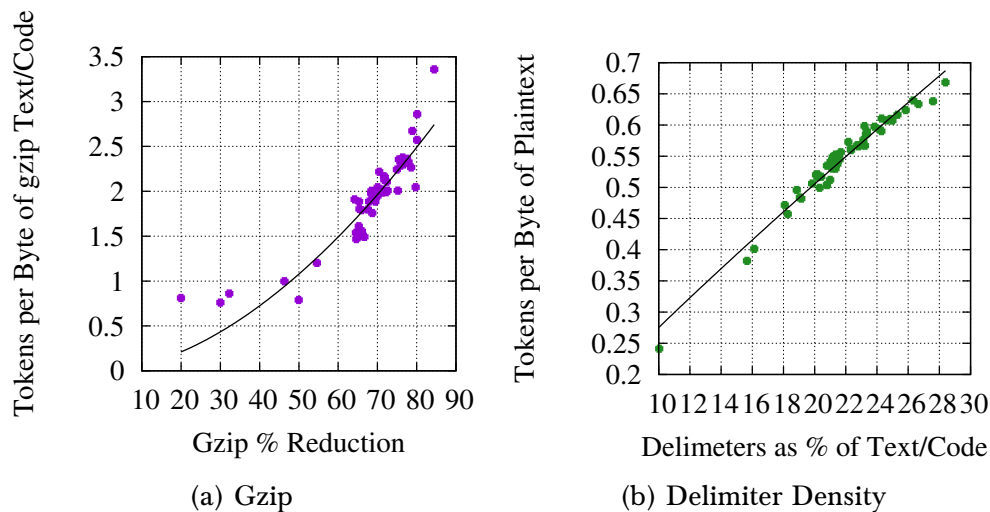 Tokens per Byte of gzip Text/Code
3.5
3
2.5
2
1.5
1
0.5
0
10 20 30 40 50 60 70 80 90
Gzip % Reduction
(a) Gzip
Tokens per Byte of Plaintext
0.7
0.65
0.6
0.55
0.5
0.45
0.4
0.35
0.3
0.25
0.2
10 12 14 16 18 20 22 24 26 28 30
Delimeters as % of Text/Code
(b) Delimiter Density